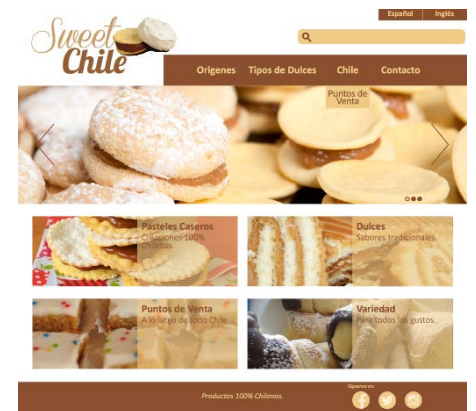 Español Inglés
Sweet
Chile
Origenes Tipos de Dulces Chile Contacto
Puntos de
Venta
Pasteles Caseros
Creaciones 100%
Chilenas
Dulces
Sabores tradicionales.
Puntos de Venta
A lo largo de todo Chile
Variedad
Para todos los gustos.
Siguenos en:
Productos 100% Chilenos.